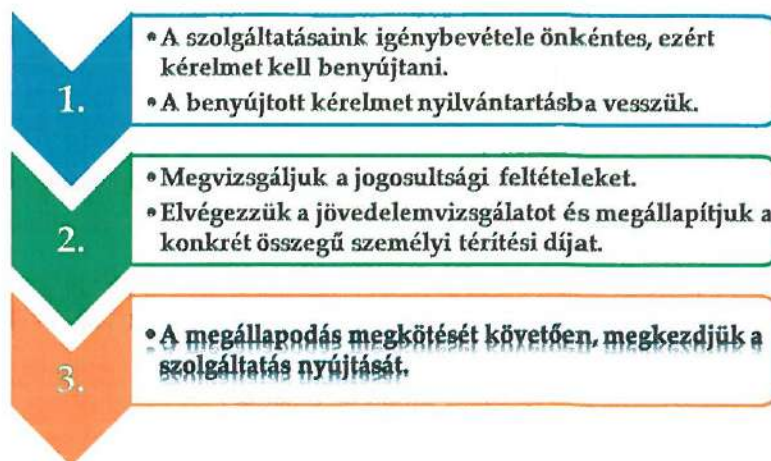 1.
• A szolgáltatásaink igénybevétele önkéntes, ezért
kérelmet kell benyújtani.
• A benyújtott kérelmet nyilvántartásba vesszük.
2.
• Megvizsgáljuk a jogosultsági feltételeket.
• Elvégezzük a jövedelemvizsgálatot és megállapítjuk a
konkrét összegű személyi térítési díjat.
3.
• A megállapodás megkötését követően, megkezdjük a
szolgáltatás nyújtását.